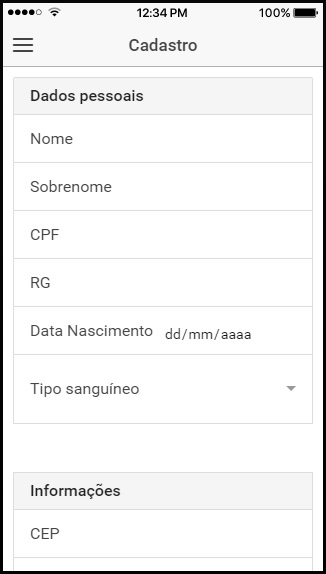 12:34 PM 100%
Cadastro
Dados pessoais
Nome
Sobrenome
CPF
RG
Data Nascimento dd/mm/aaaa
Tipo sanguíneo
Informações
CEP